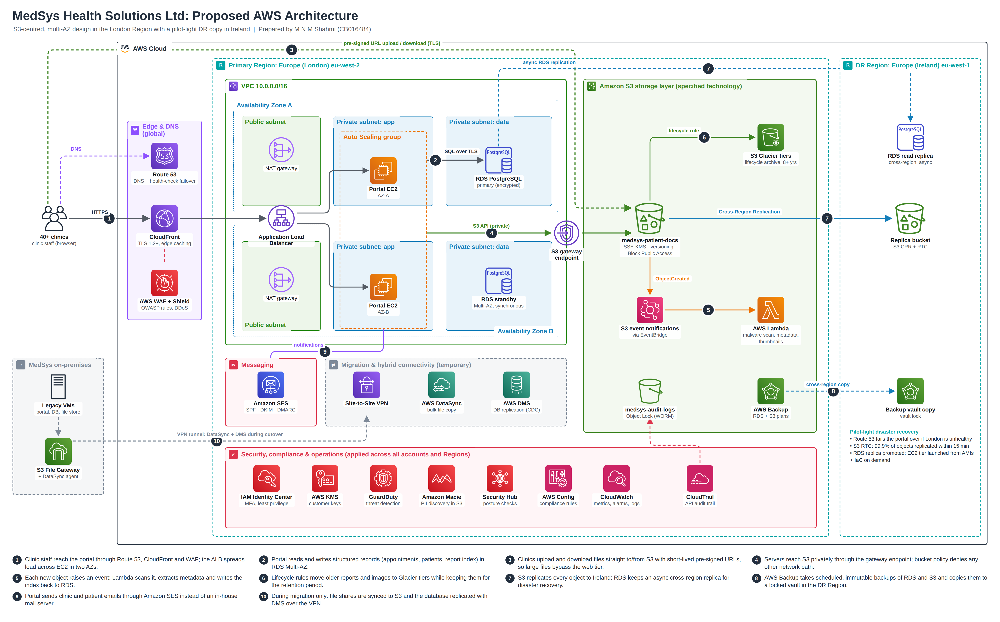 MedSys Health Solutions Ltd: Proposed AWS Architecture
S3-centred, multi-AZ design in the London Region with a pilot-light DR copy in Ireland | Prepared by M N M Shahmi (CB016484)
pre-signed URL upload / download (TLS)
aws
AWS Cloud
3
async RDS replication
R
Primary Region: Europe (London) eu-west-2
7
R
DR Region: Europe (Ireland) eu-west-1
VPC 10.0.0.0/16
Amazon S3 storage layer (specified technology)
Availability Zone A
Edge & DNS
(global)
Public subnet
Private subnet: app
Private subnet: data
Auto Scaling group
lifecycle rule
6
PostgreSQL
DNS
53
SQL over TLS
2
PostgreSQL
S3 Glacier tiers
lifecycle archive, 8+ yrs
RDS read replica
cross-region, async
NAT gateway
Route 53
DNS + health-check failover
RDS PostgreSQL
primary (encrypted)
Portal EC2
AZ-A
HTTPS
1
Cross-Region Replication
7
S3 API (private)
4
40+ clinics
clinic staff (browser)
CloudFront
TLS 1.2+, edge caching
Application Load
Balancer
Private subnet: app
Private subnet: data
S3 gateway
endpoint
medsys-patient-docs
SSE-KMS · versioning ·
Block Public Access
Replica bucket
S3 CRR + RTC
PostgreSQL
ObjectCreated
NAT gateway
AWS WAF + Shield
OWASP rules, DDoS
Portal EC2
AZ-B
RDS standby
Multi-AZ, synchronous
5
Public subnet
Availability Zone B
S3 event notifications
via EventBridge
AWS Lambda
malware scan, metadata,
thumbnails
notifications
9
MedSys on-premises
Messaging
Migration & hybrid connectivity (temporary)
cross-region copy
8
Legacy VMs
portal, DB, file store
Amazon SES
SPF · DKIM · DMARC
Site-to-Site VPN
AWS DataSync
bulk file copy
AWS DMS
DB replication (CDC)
medsys-audit-logs
Object Lock (WORM)
AWS Backup
RDS + S3 plans
Backup vault copy
vault lock
VPN tunnel: DataSync + DMS during cutover
10
Pilot-light disaster recovery
• Route 53 fails the portal over if London is unhealthy
• S3 RTC: 99.9% of objects replicated within 15 min
• RDS replica promoted; EC2 tier launched from AMIs
+ IaC on demand
S3 File Gateway
+ DataSync agent
Security, compliance & operations (applied across all accounts and Regions)
IAM Identity Center
MFA, least privilege
AWS KMS
customer keys
GuardDuty
threat detection
Amazon Macie
PII discovery in S3
Security Hub
posture checks
AWS Config
compliance rules
CloudWatch
metrics, alarms, logs
CloudTrail
API audit trail
1 Clinic staff reach the portal through Route 53, CloudFront and WAF; the ALB spreads
load across EC2 in two AZs.
2 Portal reads and writes structured records (appointments, patients, report index) in
RDS Multi-AZ.
3 Clinics upload and download files straight to/from S3 with short-lived pre-signed URLs,
so large files bypass the web tier.
4 Servers reach S3 privately through the gateway endpoint; bucket policy denies any
other network path.
5 Each new object raises an event; Lambda scans it, extracts metadata and writes the
index back to RDS.
6 Lifecycle rules move older reports and images to Glacier tiers while keeping them for
the retention period.
7 S3 replicates every object to Ireland; RDS keeps an async cross-region replica for
disaster recovery.
8 AWS Backup takes scheduled, immutable backups of RDS and S3 and copies them to
a locked vault in the DR Region.
9 Portal sends clinic and patient emails through Amazon SES instead of an in-house
mail server.
10 During migration only: file shares are synced to S3 and the database replicated with
DMS over the VPN.